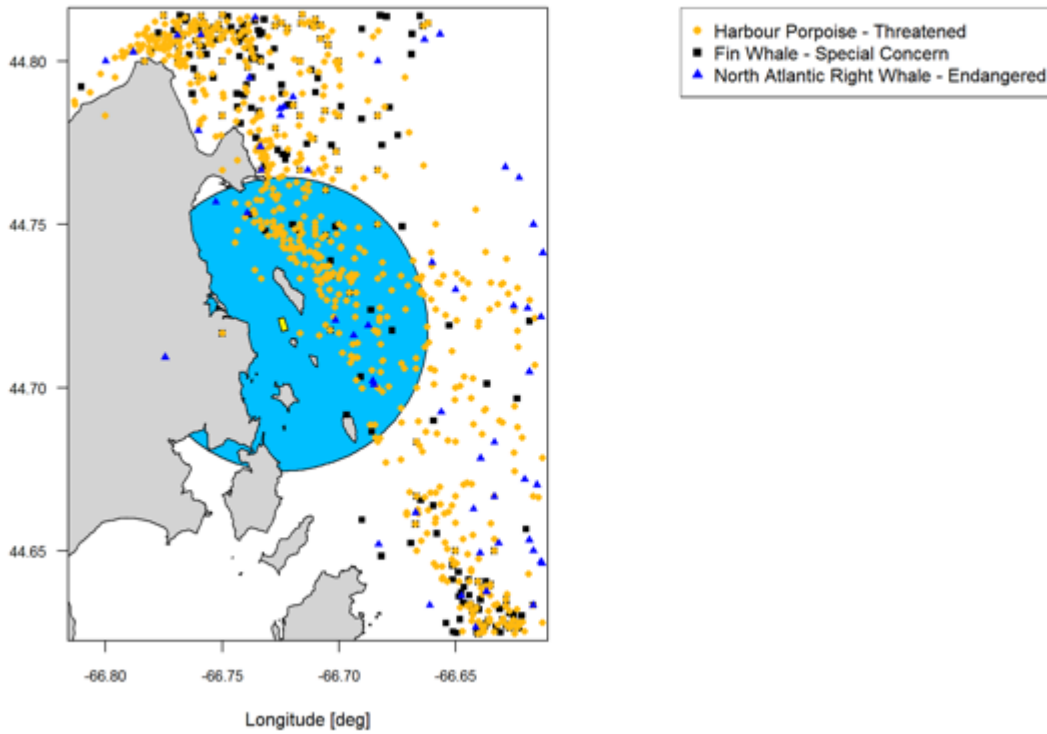 Harbour Porpoise - Threatened
Fin Whale - Special Concern
North Atlantic Right Whale - Endangered
44.80
44.75
44.70
44.65
-66.80 -66.75 -66.70 -66.65
Longitude [deg]